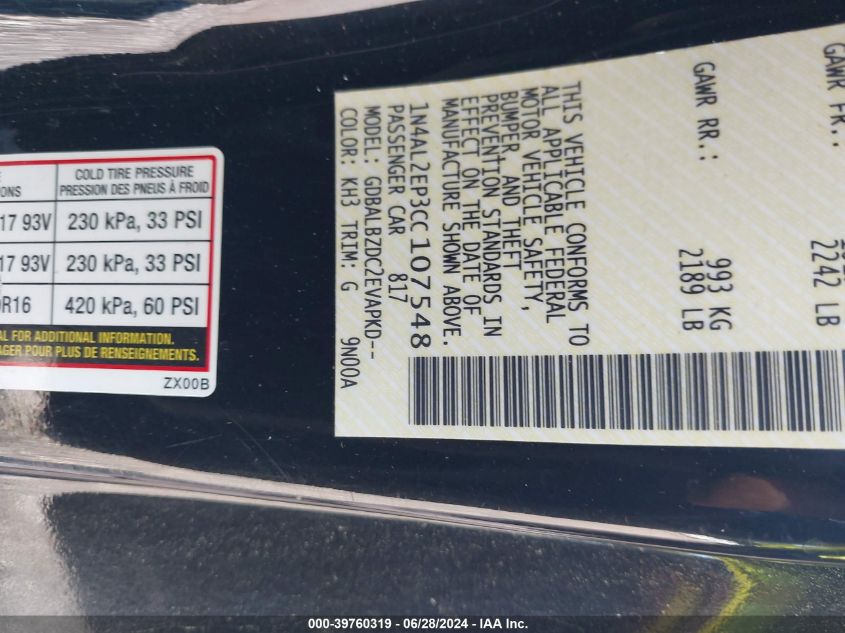 COLD TIRE PRESSURE
PRESSION DES PNEUS À FROID
17 93V 230 kPa, 33 PSI
17 93V 230 kPa, 33 PSI
R16 420 kPa, 60 PSI
FOR ADDITIONAL INFORMATION.
POUR PLUS DE RENSEIGNEMENTS.
ZX00B
GAWR FR.:
2242 LB
GAWR RR.:
993 KG
2189 LB
THIS VEHICLE CONFORMS TO
ALL APPLICABLE FEDERAL
MOTOR VEHICLE SAFETY,
BUMPER, AND THEFT
PREVENTION STANDARDS IN
EFFECT ON THE DATE OF
MANUFACTURE SHOWN ABOVE.
1N4AL2EP3CC107548
PASSENGER CAR 817
MODEL: GDBALBZDC2EVAPKD--
COLOR: KH3 TRIM: G 9N00A
000-39760319 - 06/28/2024 - IAA Inc.